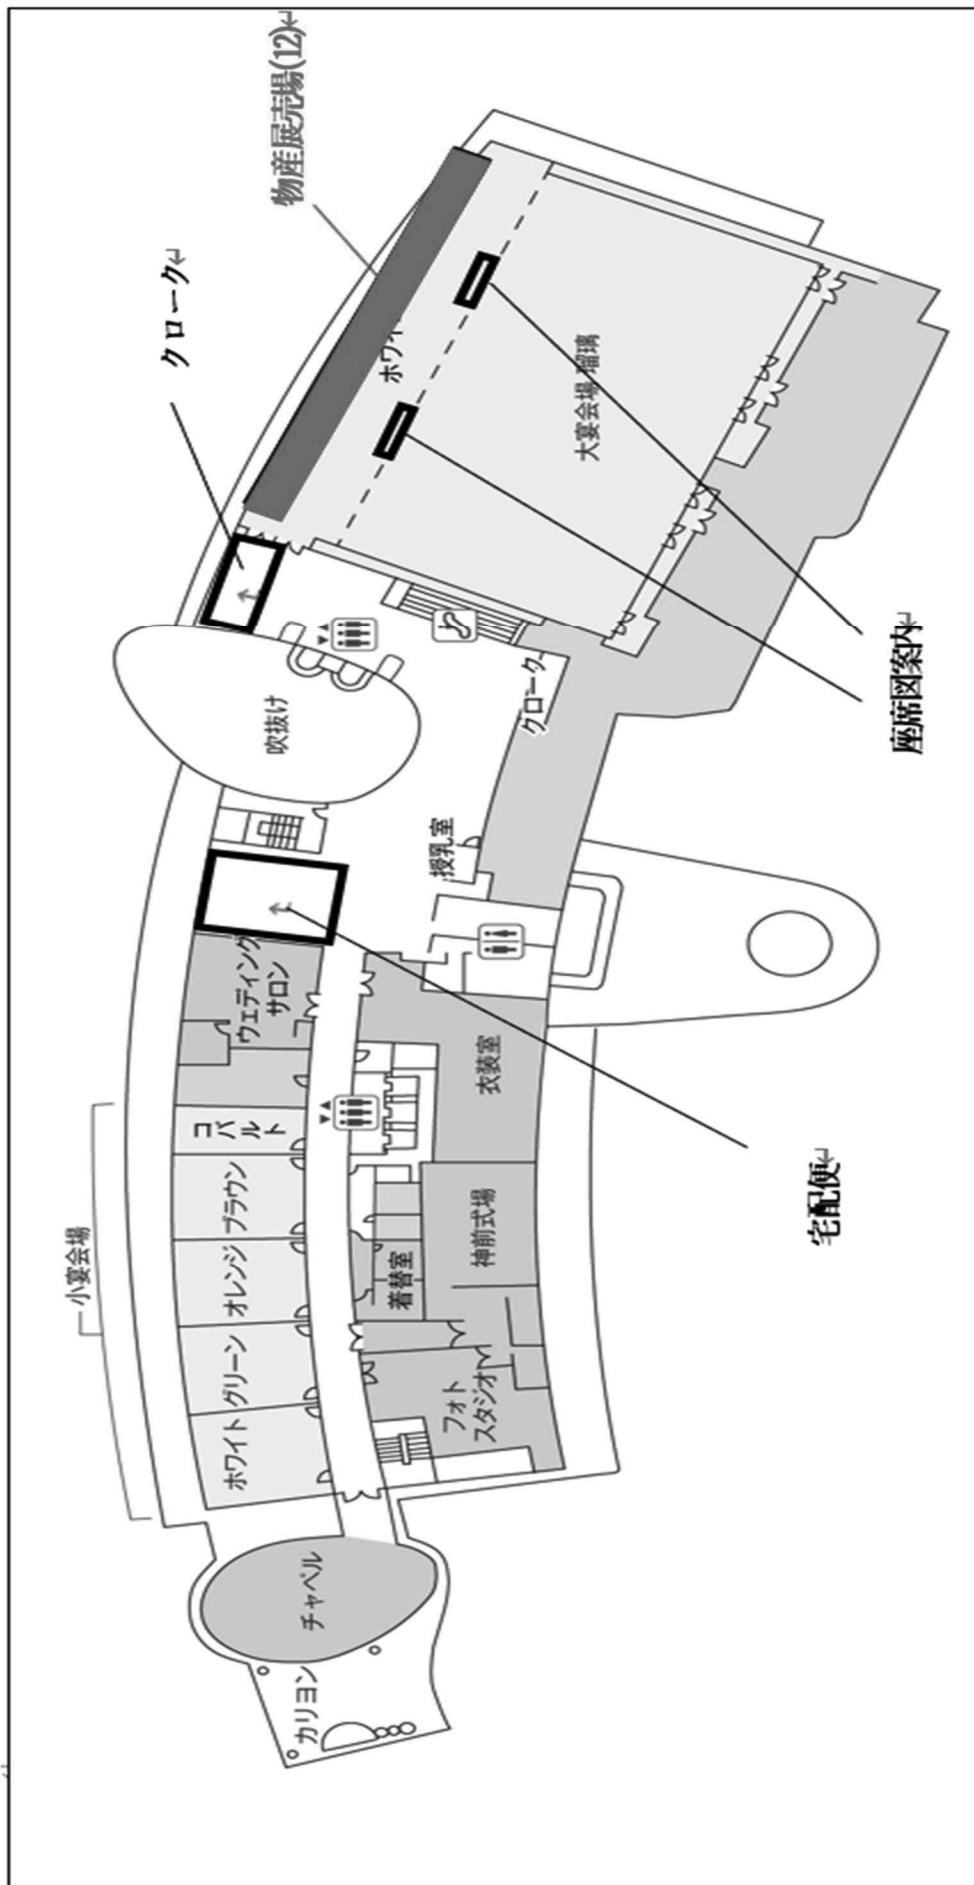 カリヨン
チャペル
小宴会場
ホワイト
グリーン
オレンジ
ブラウン
コバルト
ウェディング
サロン
フォト
スタジオ
着替室
神前式場
衣装室
宅配便
授乳室
吹抜け
クローク
クローク
物産展売場(12)
ホワイ
大宴会場 瑠璃
座席図案内